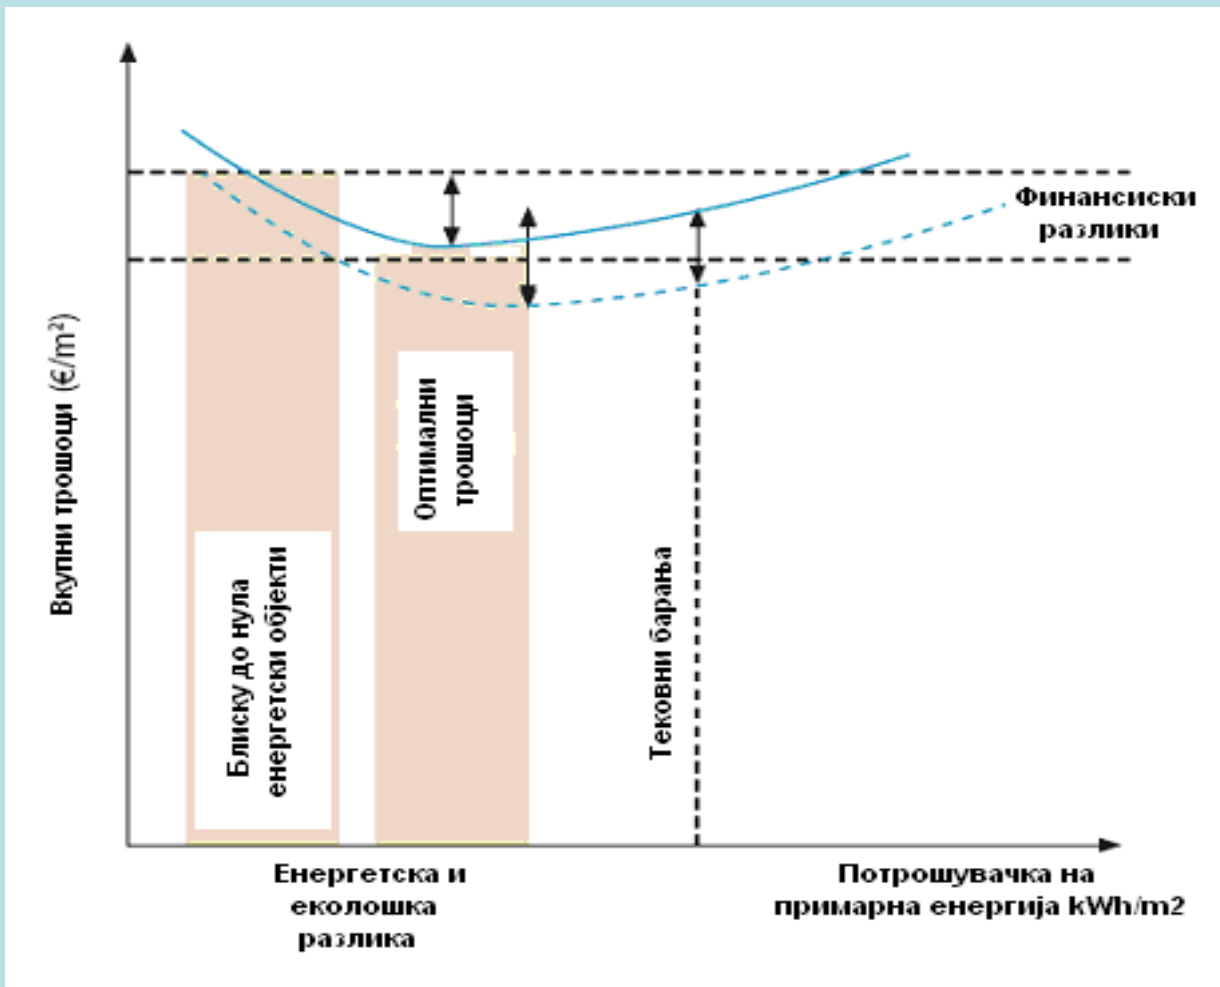 Финансиски
разлики
Вкупни трошоци (€/m²)
Оптимални
трошоци
Блиску до нула
енергетски објекти
Тековни барања
Енергетска и
еколошка
разлика
Потрошувачка на
примарна енергија kWh/m2